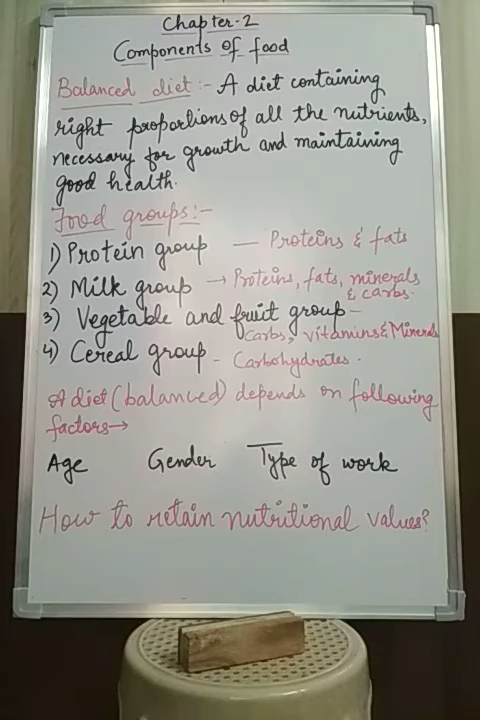 Chapter-2
Components of food
Balanced diet:- A diet containing
right proportions of all the nutrients,
necessary for growth and maintaining
good health.
Food groups:-
1) Protein group — Proteins & fats
2) Milk group → Proteins, fats, minerals
& carbs.
3) Vegetable and fruit group –
Carbs, vitamins & Minerals
4) Cereal group – Carbohydrates.
A diet (balanced) depends on following
factors→
Age Gender Type of work
How to retain nutritional values?